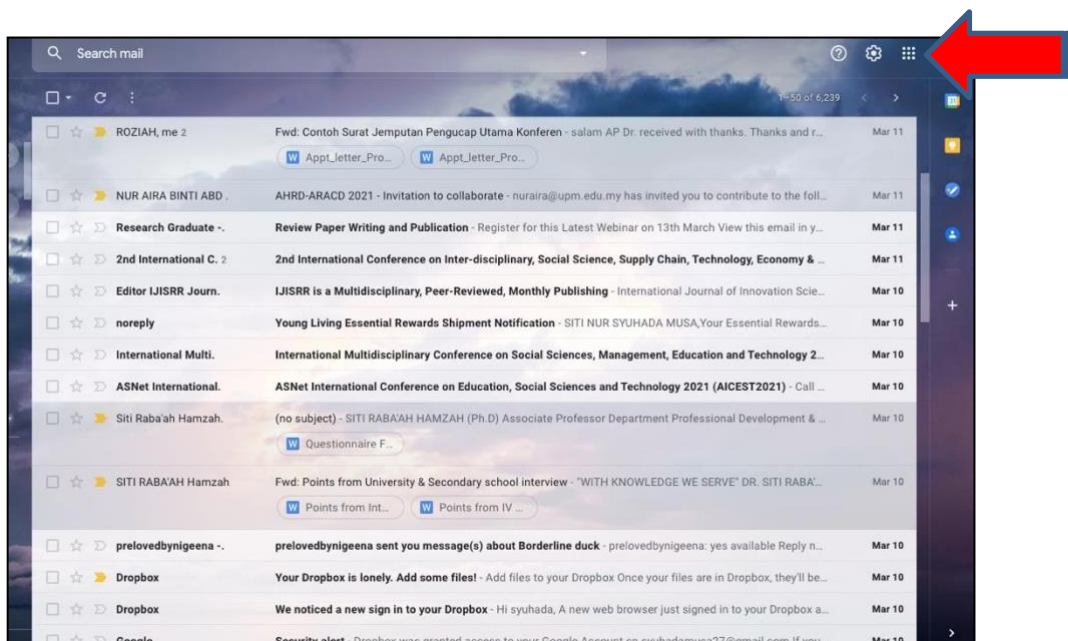 Search mail
1–50 of 6,239
ROZIAH, me 2 Fwd: Contoh Surat Jemputan Pengucap Utama Konferen - salam AP Dr. received with thanks. Thanks and r... Mar 11
Appt_letter_Pro... Appt_letter_Pro...
NUR AIRA BINTI ABD . AHRD-ARACD 2021 - Invitation to collaborate - nuraira@upm.edu.my has invited you to contribute to the foll... Mar 11
Research Graduate -. Review Paper Writing and Publication - Register for this Latest Webinar on 13th March View this email in y... Mar 11
2nd International C. 2 2nd International Conference on Inter-disciplinary, Social Science, Supply Chain, Technology, Economy & ... Mar 11
Editor IJISRR Journ. IJISRR is a Multidisciplinary, Peer-Reviewed, Monthly Publishing - International Journal of Innovation Scie... Mar 10
noreply Young Living Essential Rewards Shipment Notification - SITI NUR SYUHADA MUSA,Your Essential Rewards... Mar 10
International Multi. International Multidisciplinary Conference on Social Sciences, Management, Education and Technology 2... Mar 10
ASNet International. ASNet International Conference on Education, Social Sciences and Technology 2021 (AICEST2021) - Call ... Mar 10
Siti Raba'ah Hamzah. (no subject) - SITI RABA'AH HAMZAH (Ph.D) Associate Professor Department Professional Development & ... Mar 10
Questionnaire F...
SITI RABA'AH Hamzah Fwd: Points from University & Secondary school interview - "WITH KNOWLEDGE WE SERVE" DR. SITI RABA'... Mar 10
Points from Int... Points from IV ...
prelovedbynigeena -. prelovedbynigeena sent you message(s) about Borderline duck - prelovedbynigeena: yes available Reply n... Mar 10
Dropbox Your Dropbox is lonely. Add some files! - Add files to your Dropbox Once your files are in Dropbox, they'll be... Mar 10
Dropbox We noticed a new sign in to your Dropbox - Hi syuhada, A new web browser just signed in to your Dropbox a... Mar 10
Google Security alert - Dropbox was granted access to your Google Account Mar 10